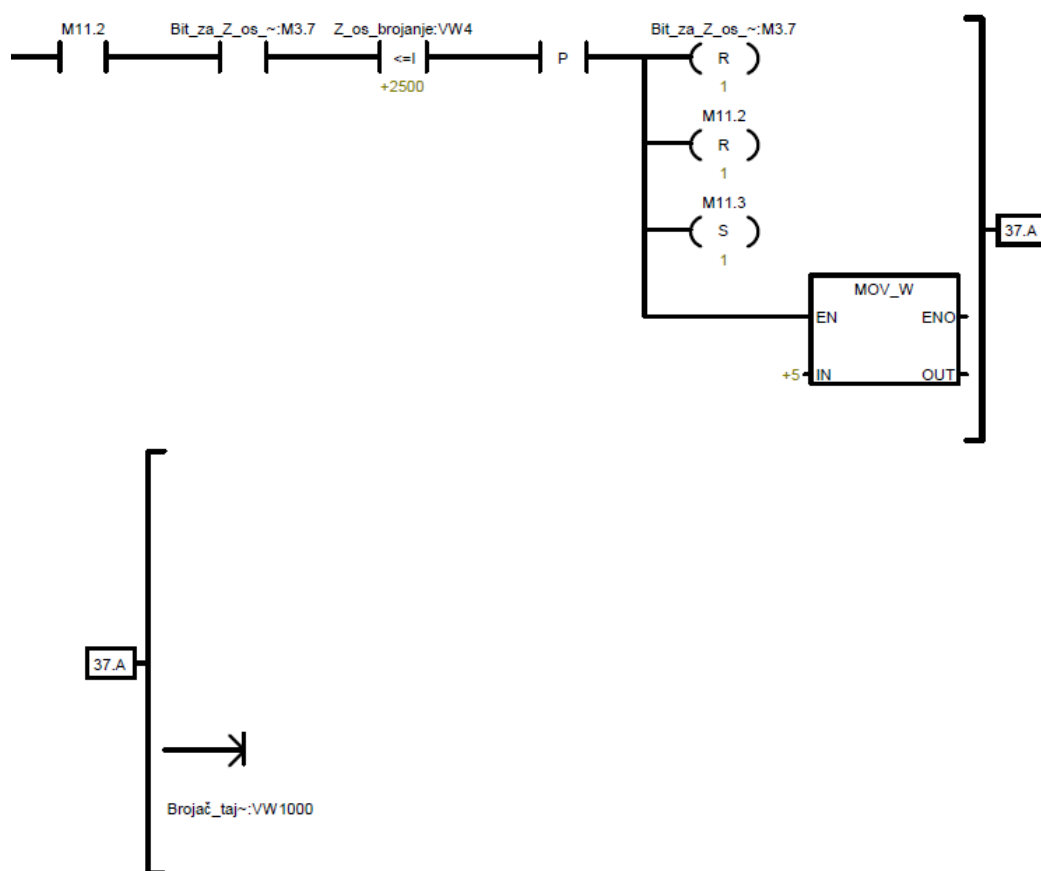 M11.2 Bit_za_Z_os_~:M3.7 Z_os_brojanje:VW4 Bit_za_Z_os_~:M3.7
<=I P R
+2500 1
M11.2
R
1
M11.3
S
1
37.A
MOV_W
EN ENO
+5 IN OUT
37.A
Brojač_taj~:VW1000